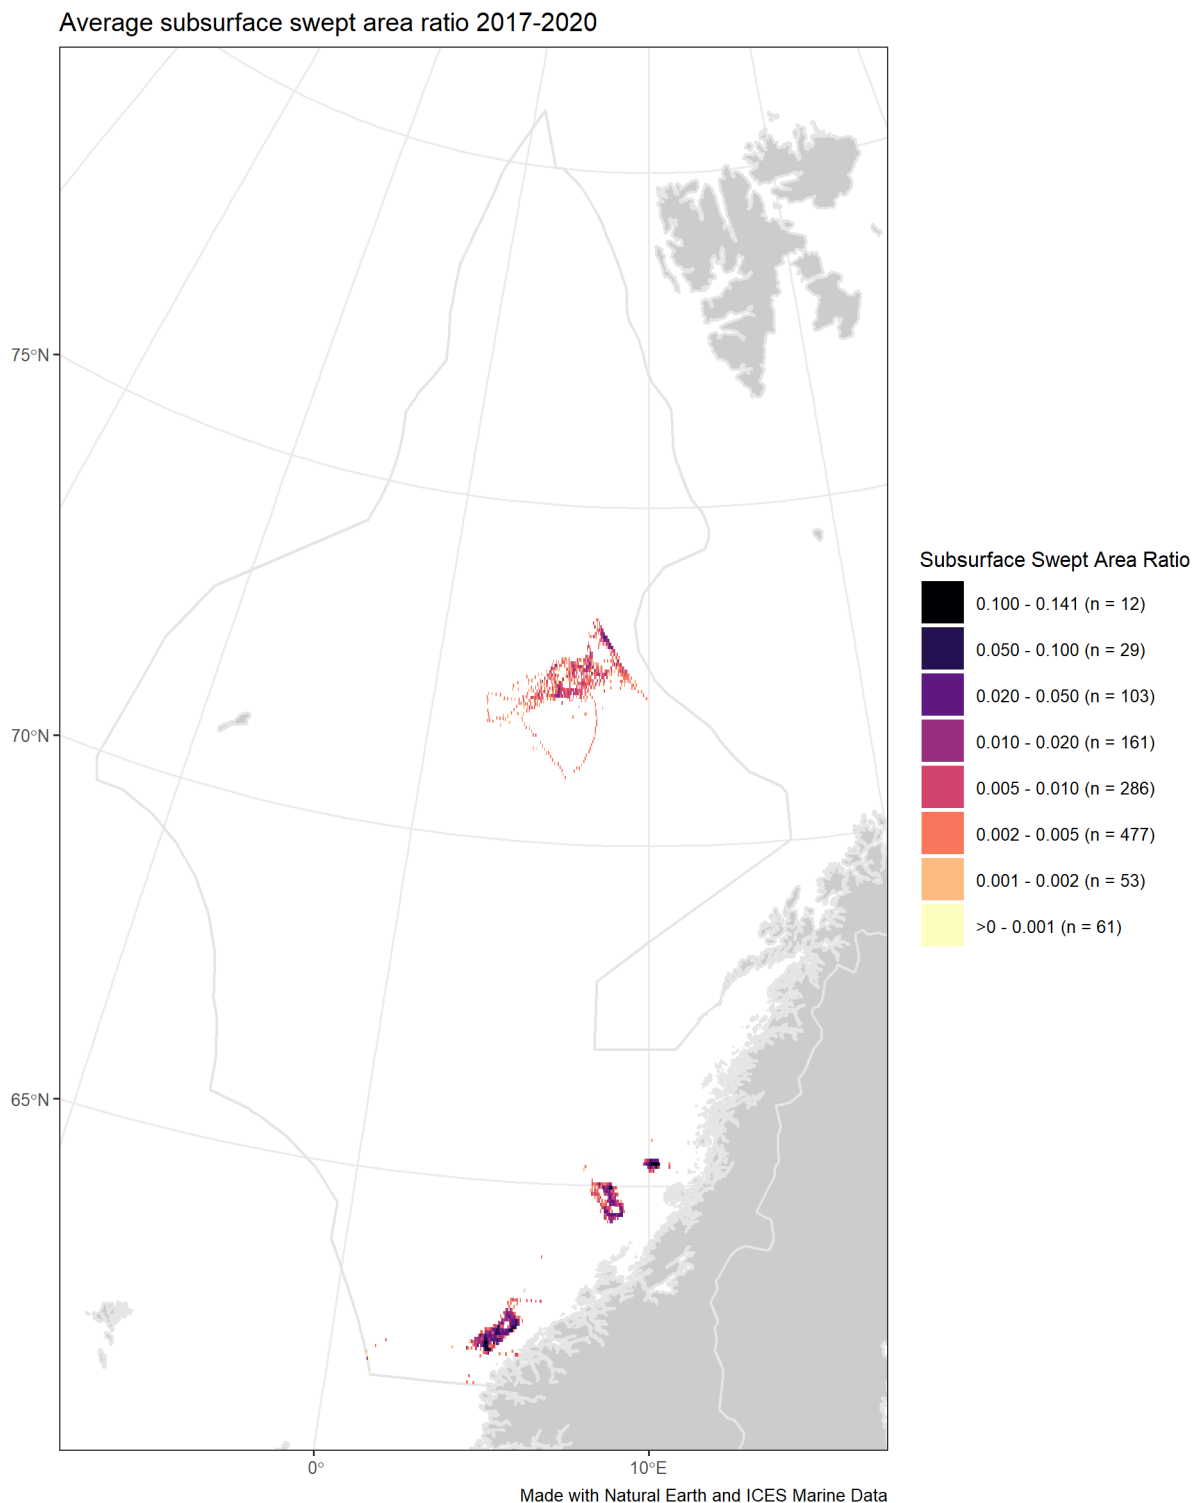 Average subsurface swept area ratio 2017-2020
75°N
70°N
65°N
0°
10°E
Subsurface Swept Area Ratio
0.100 - 0.141 (n = 12)
0.050 - 0.100 (n = 29)
0.020 - 0.050 (n = 103)
0.010 - 0.020 (n = 161)
0.005 - 0.010 (n = 286)
0.002 - 0.005 (n = 477)
0.001 - 0.002 (n = 53)
>0 - 0.001 (n = 61)
Made with Natural Earth and ICES Marine Data